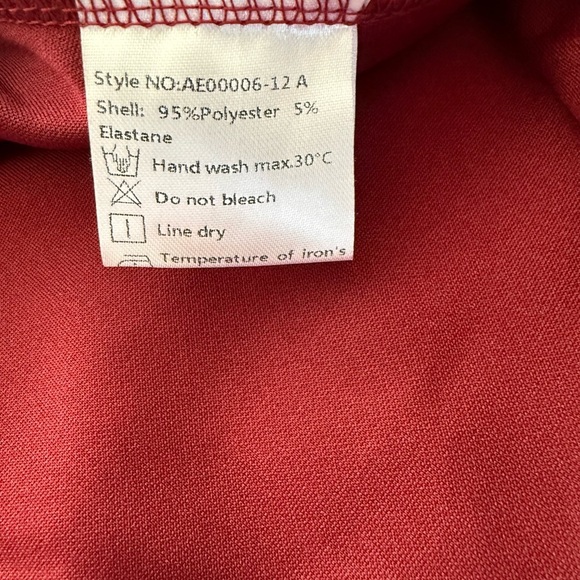 Style NO:AE00006-12 A
Shell: 95%Polyester 5%
Elastane
Hand wash max.30°C
Do not bleach
Line dry
Temperature of iron's